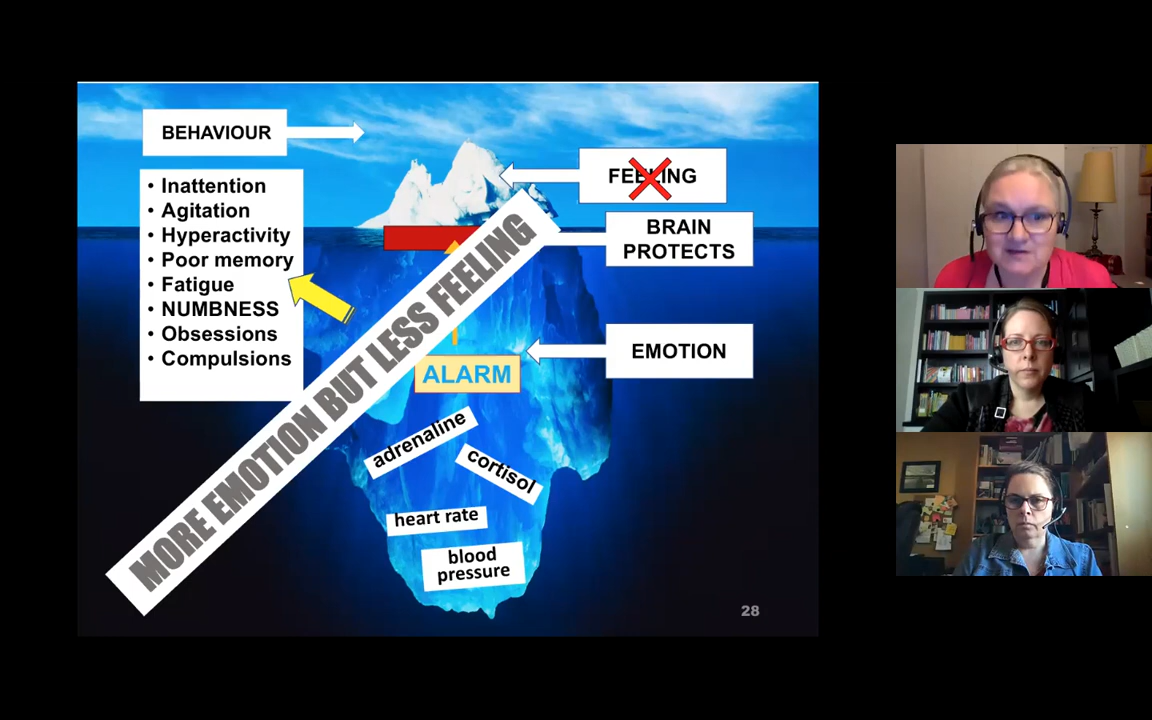 BEHAVIOUR
• Inattention
• Agitation
• Hyperactivity
• Poor memory
• Fatigue
• NUMBNESS
• Obsessions
• Compulsions
FEELING
BRAIN
PROTECTS
EMOTION
MORE EMOTION BUT LESS FEELING
ALARM
adrenaline
cortisol
heart rate
blood
pressure
28